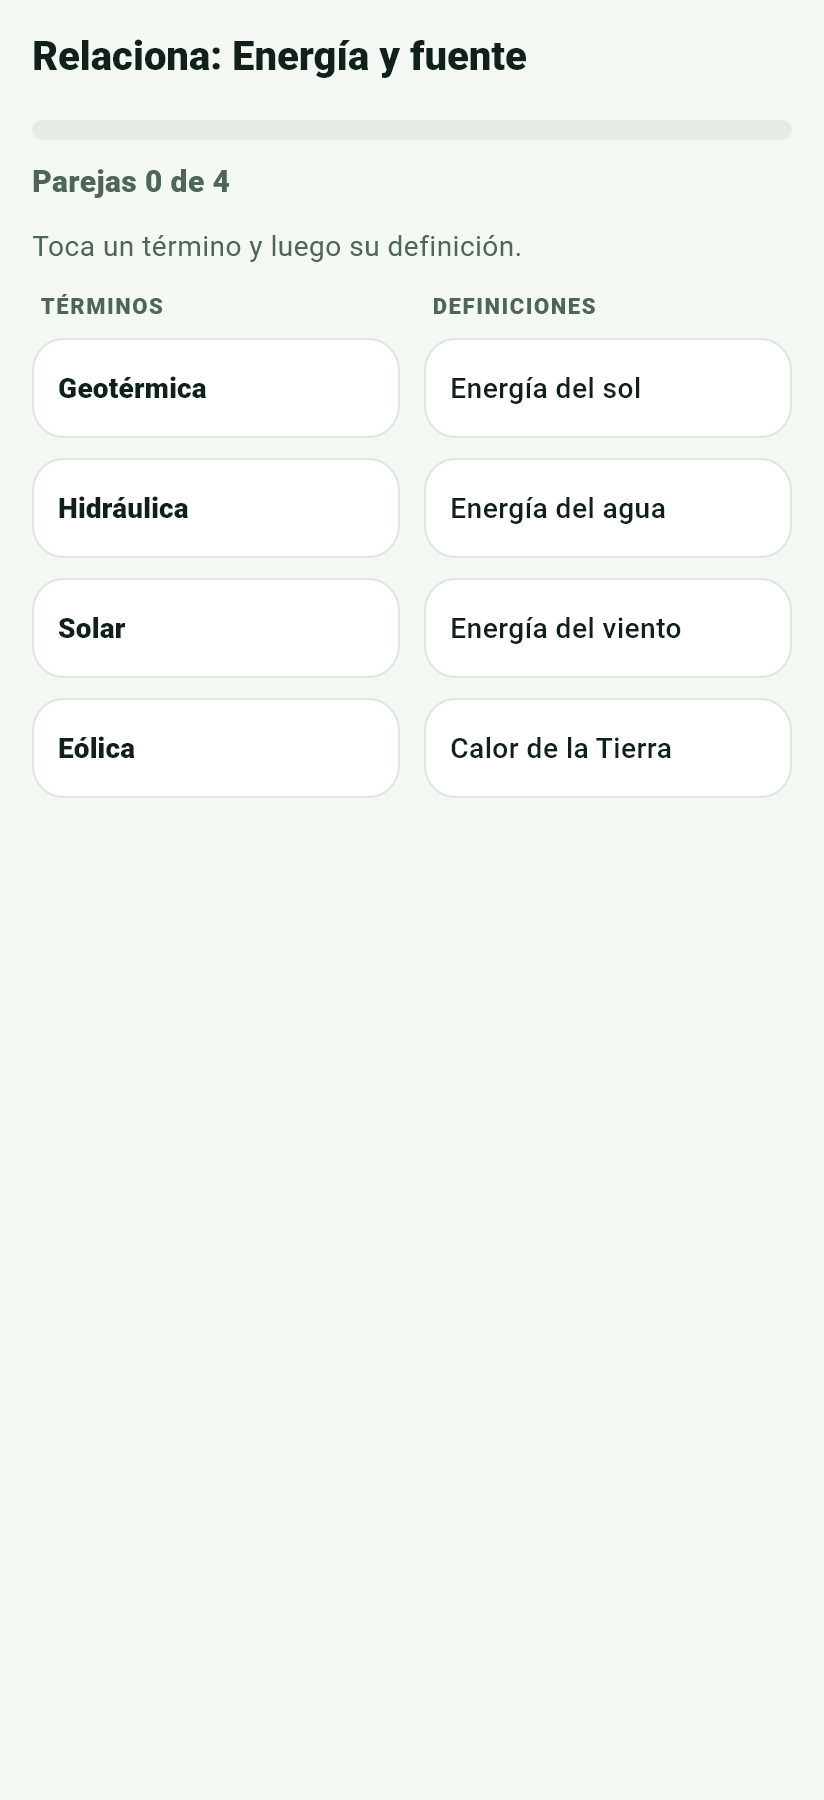 Relaciona: Energía y fuente
Parejas 0 de 4
Toca un término y luego su definición.
TÉRMINOS
DEFINICIONES
Geotérmica
Energía del sol
Hidráulica
Energía del agua
Solar
Energía del viento
Eólica
Calor de la Tierra